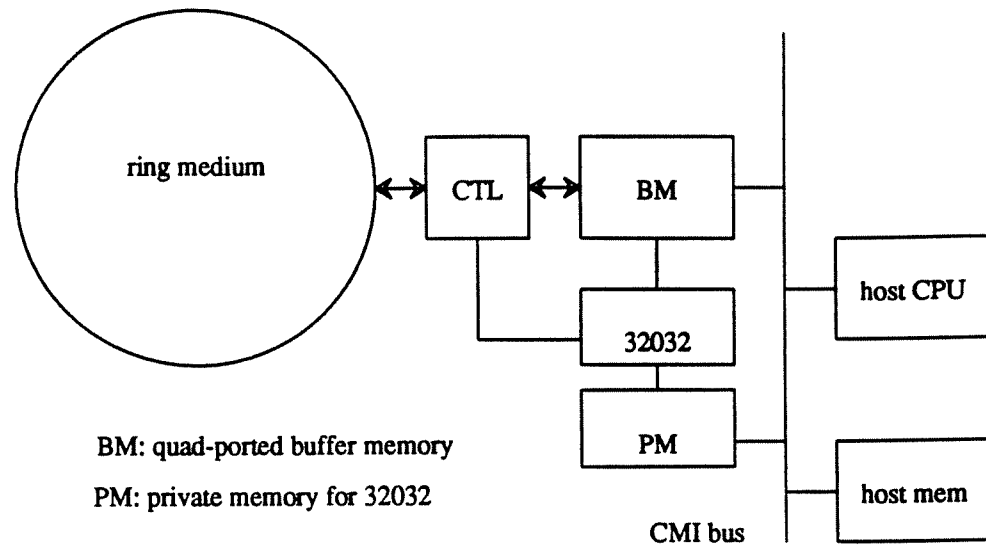 ring medium
CTL
BM
host CPU
32032
PM
BM: quad-ported buffer memory
PM: private memory for 32032
host mem
CMI bus